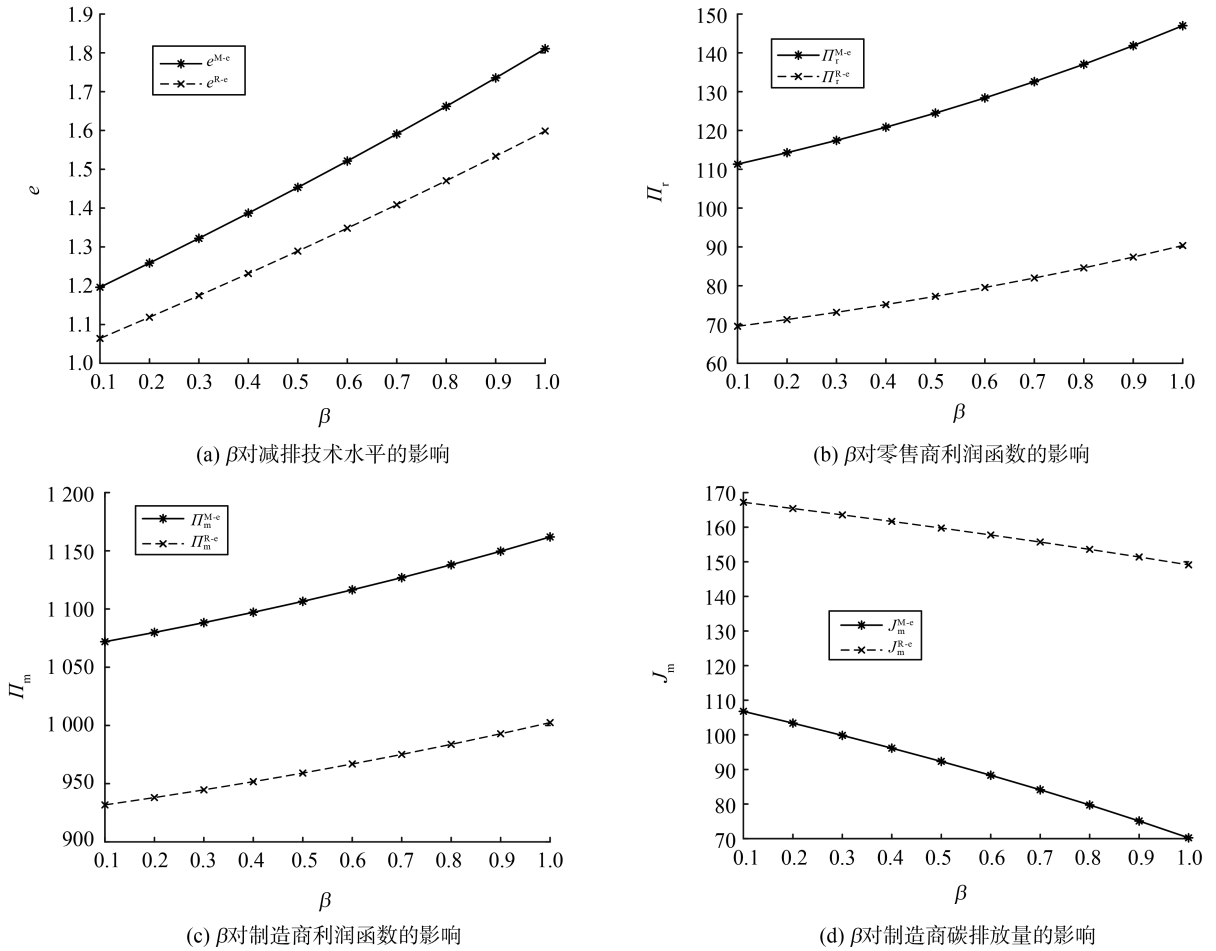 1.9
1.8
1.7
1.6
1.5
1.4
1.3
1.2
1.1
1.0
e
e^M-e
e^R-e
0.1 0.2 0.3 0.4 0.5 0.6 0.7 0.8 0.9 1.0
β
(a) β对减排技术水平的影响
150
140
130
120
110
100
90
80
70
60
Π_r
Π_r^M-e
Π_r^R-e
0.1 0.2 0.3 0.4 0.5 0.6 0.7 0.8 0.9 1.0
β
(b) β对零售商利润函数的影响
1 200
1 150
1 100
1 050
1 000
950
900
Π_m
Π_m^M-e
Π_m^R-e
0.1 0.2 0.3 0.4 0.5 0.6 0.7 0.8 0.9 1.0
β
(c) β对制造商利润函数的影响
170
160
150
140
130
120
110
100
90
80
70
J_m
J_m^M-e
J_m^R-e
0.1 0.2 0.3 0.4 0.5 0.6 0.7 0.8 0.9 1.0
β
(d) β对制造商碳排放量的影响